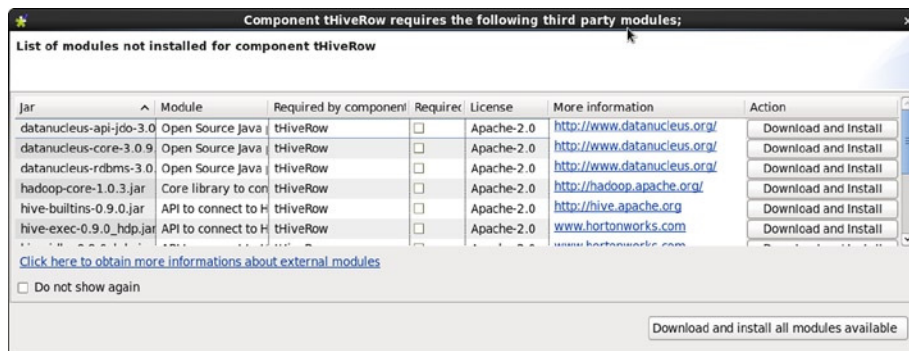 Component tHiveRow requires the following third party modules;
List of modules not installed for component tHiveRow
Jar Module Required by component Required License More information Action
datanucleus-api-jdo-3.0 Open Source Java tHiveRow Apache-2.0 http://www.datanucleus.org/ Download and Install
datanucleus-core-3.0.9. Open Source Java tHiveRow Apache-2.0 http://www.datanucleus.org/ Download and Install
datanucleus-rdbms-3.0. Open Source Java tHiveRow Apache-2.0 http://www.datanucleus.org/ Download and Install
hadoop-core-1.0.3.jar Core library to con tHiveRow Apache-2.0 http://hadoop.apache.org/ Download and Install
hive-builtins-0.9.0.jar API to connect to H tHiveRow Apache-2.0 http://hive.apache.org Download and Install
hive-exec-0.9.0_hdp.jar API to connect to H tHiveRow Apache-2.0 www.hortonworks.com Download and Install
Click here to obtain more informations about external modules
Do not show again
Download and install all modules available